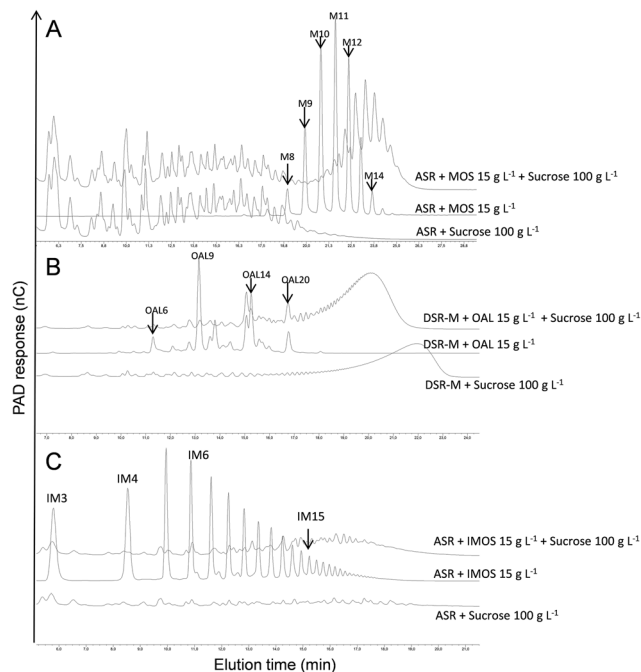 A
M11
M10
M12
M9
M8
M14
ASR + MOS 15 g L-1 + Sucrose 100 g L-1
ASR + MOS 15 g L-1
ASR + Sucrose 100 g L-1
B
OAL9
OAL14
OAL20
OAL6
DSR-M + OAL 15 g L-1 + Sucrose 100 g L-1
DSR-M + OAL 15 g L-1
DSR-M + Sucrose 100 g L-1
PAD response (nC)
C
IM3
IM4
IM6
IM15
ASR + IMOS 15 g L-1 + Sucrose 100 g L-1
ASR + IMOS 15 g L-1
ASR + Sucrose 100 g L-1
Elution time (min)